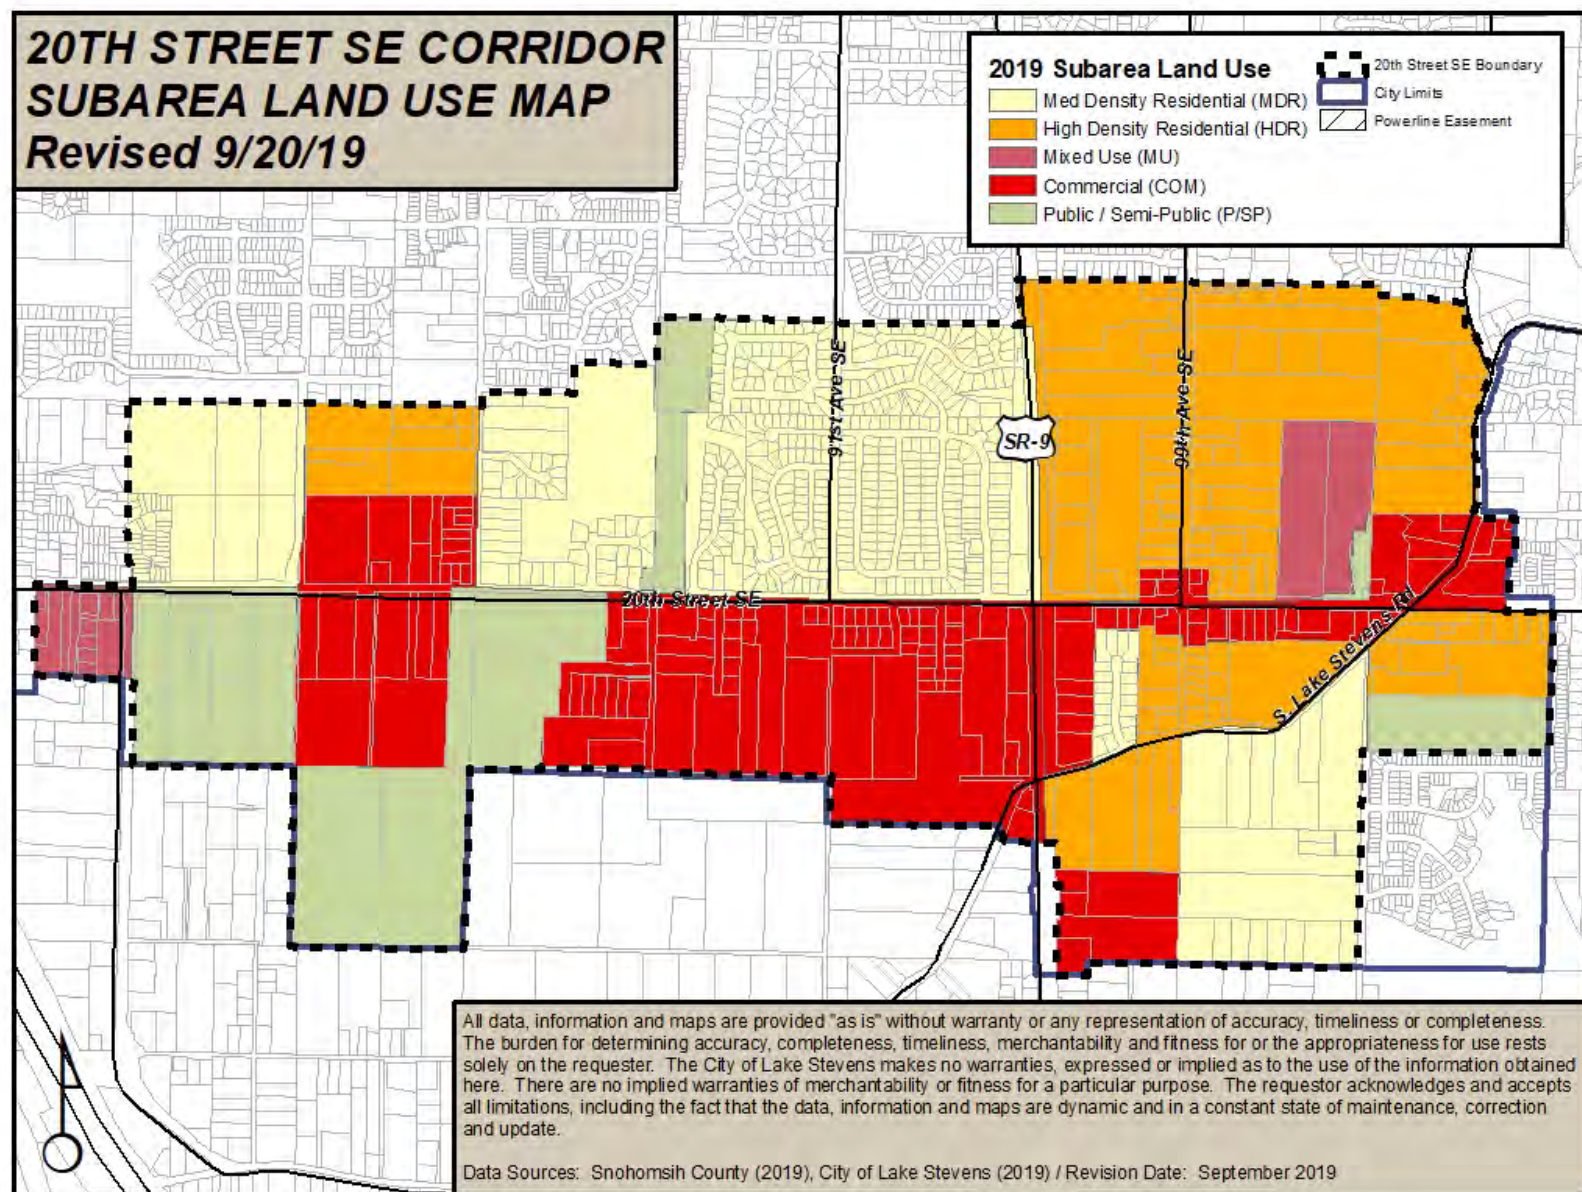 20TH STREET SE CORRIDOR
SUBAREA LAND USE MAP
Revised 9/20/19
2019 Subarea Land Use
Med Density Residential (MDR)
High Density Residential (HDR)
Mixed Use (MU)
Commercial (COM)
Public / Semi-Public (P/SP)
20th Street SE Boundary
City Limits
Powerline Easement
91st Ave SE
SR-9
99th Ave SE
20th Street SE
S. Lake Stevens Rd
All data, information and maps are provided "as is" without warranty or any representation of accuracy, timeliness or completeness.
The burden for determining accuracy, completeness, timeliness, merchantability and fitness for or the appropriateness for use rests
solely on the requester. The City of Lake Stevens makes no warranties, expressed or implied as to the use of the information obtained
here. There are no implied warranties of merchantability or fitness for a particular purpose. The requestor acknowledges and accepts
all limitations, including the fact that the data, information and maps are dynamic and in a constant state of maintenance, correction
and update.
Data Sources: Snohomsih County (2019), City of Lake Stevens (2019) / Revision Date: September 2019